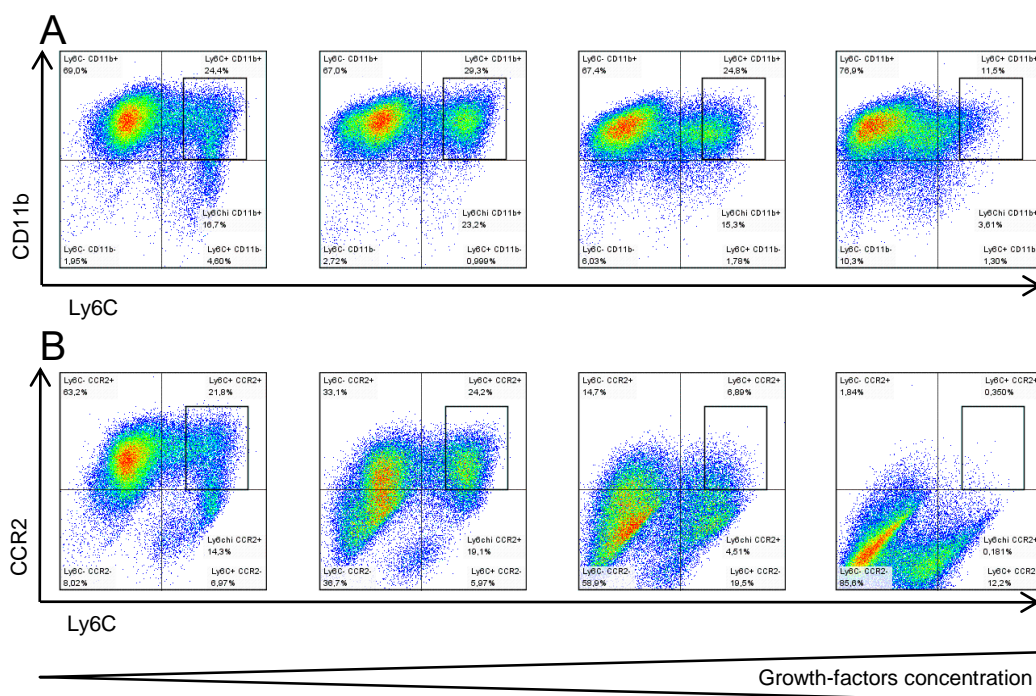 A
Ly6C- CD11b+
69,0%
Ly6C+ CD11b+
24,4%
Ly6Chi CD11b+
16,7%
Ly6C- CD11b-
1,95%
Ly6C+ CD11b-
4,60%
Ly6C- CD11b+
67,0%
Ly6C+ CD11b+
29,3%
Ly6Chi CD11b+
23,2%
Ly6C- CD11b-
2,72%
Ly6C+ CD11b-
0,999%
Ly6C- CD11b+
67,4%
Ly6C+ CD11b+
24,8%
Ly6Chi CD11b+
15,3%
Ly6C- CD11b-
6,03%
Ly6C+ CD11b-
1,78%
Ly6C- CD11b+
76,9%
Ly6C+ CD11b+
11,5%
Ly6Chi CD11b+
3,61%
Ly6C- CD11b-
10,3%
Ly6C+ CD11b-
1,30%
CD11b
Ly6C
B
Ly6C- CCR2+
63,2%
Ly6C+ CCR2+
21,8%
Ly6chi CCR2+
14,3%
Ly6C- CCR2-
8,02%
Ly6C+ CCR2-
6,97%
Ly6C- CCR2+
33,1%
Ly6C+ CCR2+
24,2%
Ly6chi CCR2+
19,1%
Ly6C- CCR2-
36,7%
Ly6C+ CCR2-
5,97%
Ly6C- CCR2+
14,7%
Ly6C+ CCR2+
6,89%
Ly6chi CCR2+
4,51%
Ly6C- CCR2-
58,9%
Ly6C+ CCR2-
19,5%
Ly6C- CCR2+
1,84%
Ly6C+ CCR2+
0,350%
Ly6chi CCR2+
0,181%
Ly6C- CCR2-
85,6%
Ly6C+ CCR2-
12,2%
CCR2
Ly6C
Growth-factors concentration